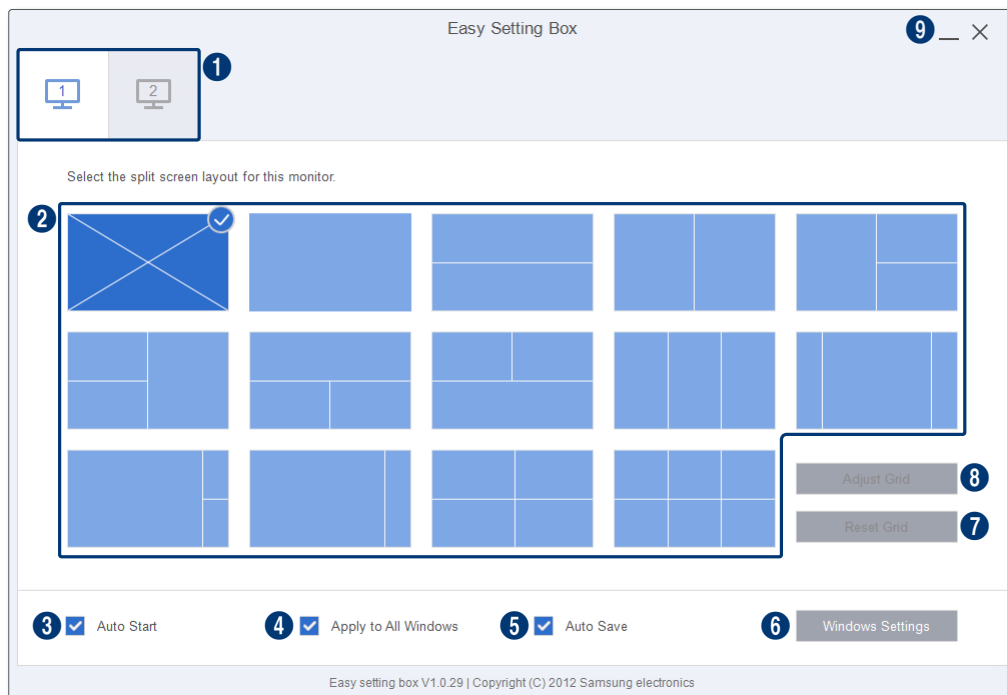 Easy Setting Box
9
1
2
1
Select the split screen layout for this monitor.
2
Adjust Grid
8
Reset Grid
7
3
Auto Start
4
Apply to All Windows
5
Auto Save
6
Windows Settings
Easy setting box V1.0.29 | Copyright (C) 2012 Samsung electronics